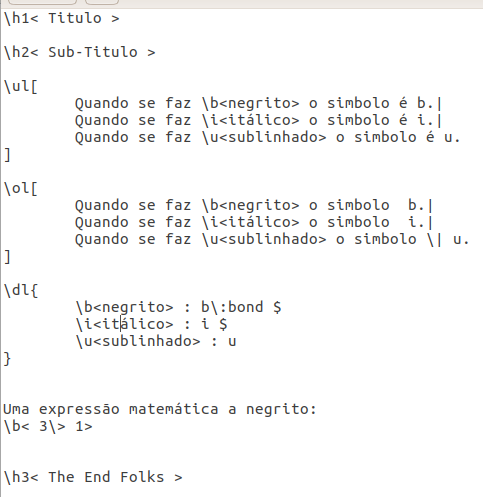 \h1< Titulo >
\h2< Sub-Titulo >
\ul[
Quando se faz \b<negrito> o simbolo é b.|
Quando se faz \i<itálico> o simbolo é i.|
Quando se faz \u<sublinhado> o simbolo é u.
]
\ol[
Quando se faz \b<negrito> o simbolo  b.|
Quando se faz \i<itálico> o simbolo  i.|
Quando se faz \u<sublinhado> o simbolo \| u.
]
\dl{
\b<negrito> : b\:bond $
\i<itálico> : i $
\u<sublinhado> : u
}
Uma expressão matemática a negrito:
\b< 3\> 1>
\h3< The End Folks >